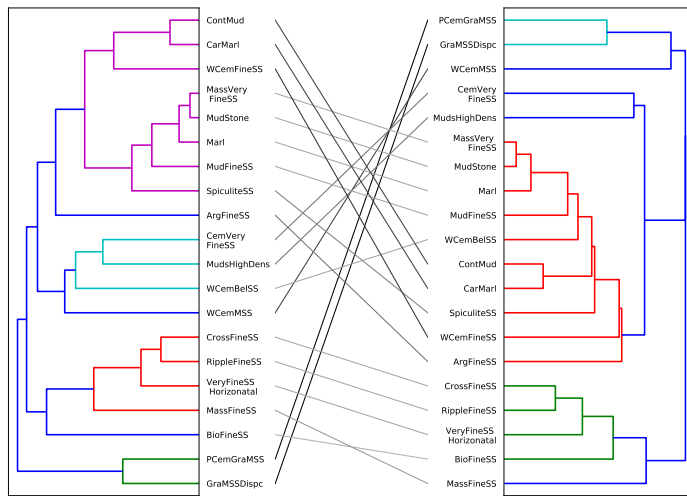 ContMud
CarMarl
WCemFineSS
MassVery
FineSS
MudStone
Marl
MudFineSS
SpiculiteSS
ArgFineSS
CemVery
FineSS
MudsHighDens
WCemBelSS
WCemMSS
CrossFineSS
RippleFineSS
VeryFineSS
Horizonatal
MassFineSS
BioFineSS
PCemGraMSS
GraMSSDispc
PCemGraMSS
GraMSSDispc
WCemMSS
CemVery
FineSS
MudsHighDens
MassVery
FineSS
MudStone
Marl
MudFineSS
WCemBelSS
ContMud
CarMarl
SpiculiteSS
WCemFineSS
ArgFineSS
CrossFineSS
RippleFineSS
VeryFineSS
Horizonatal
BioFineSS
MassFineSS